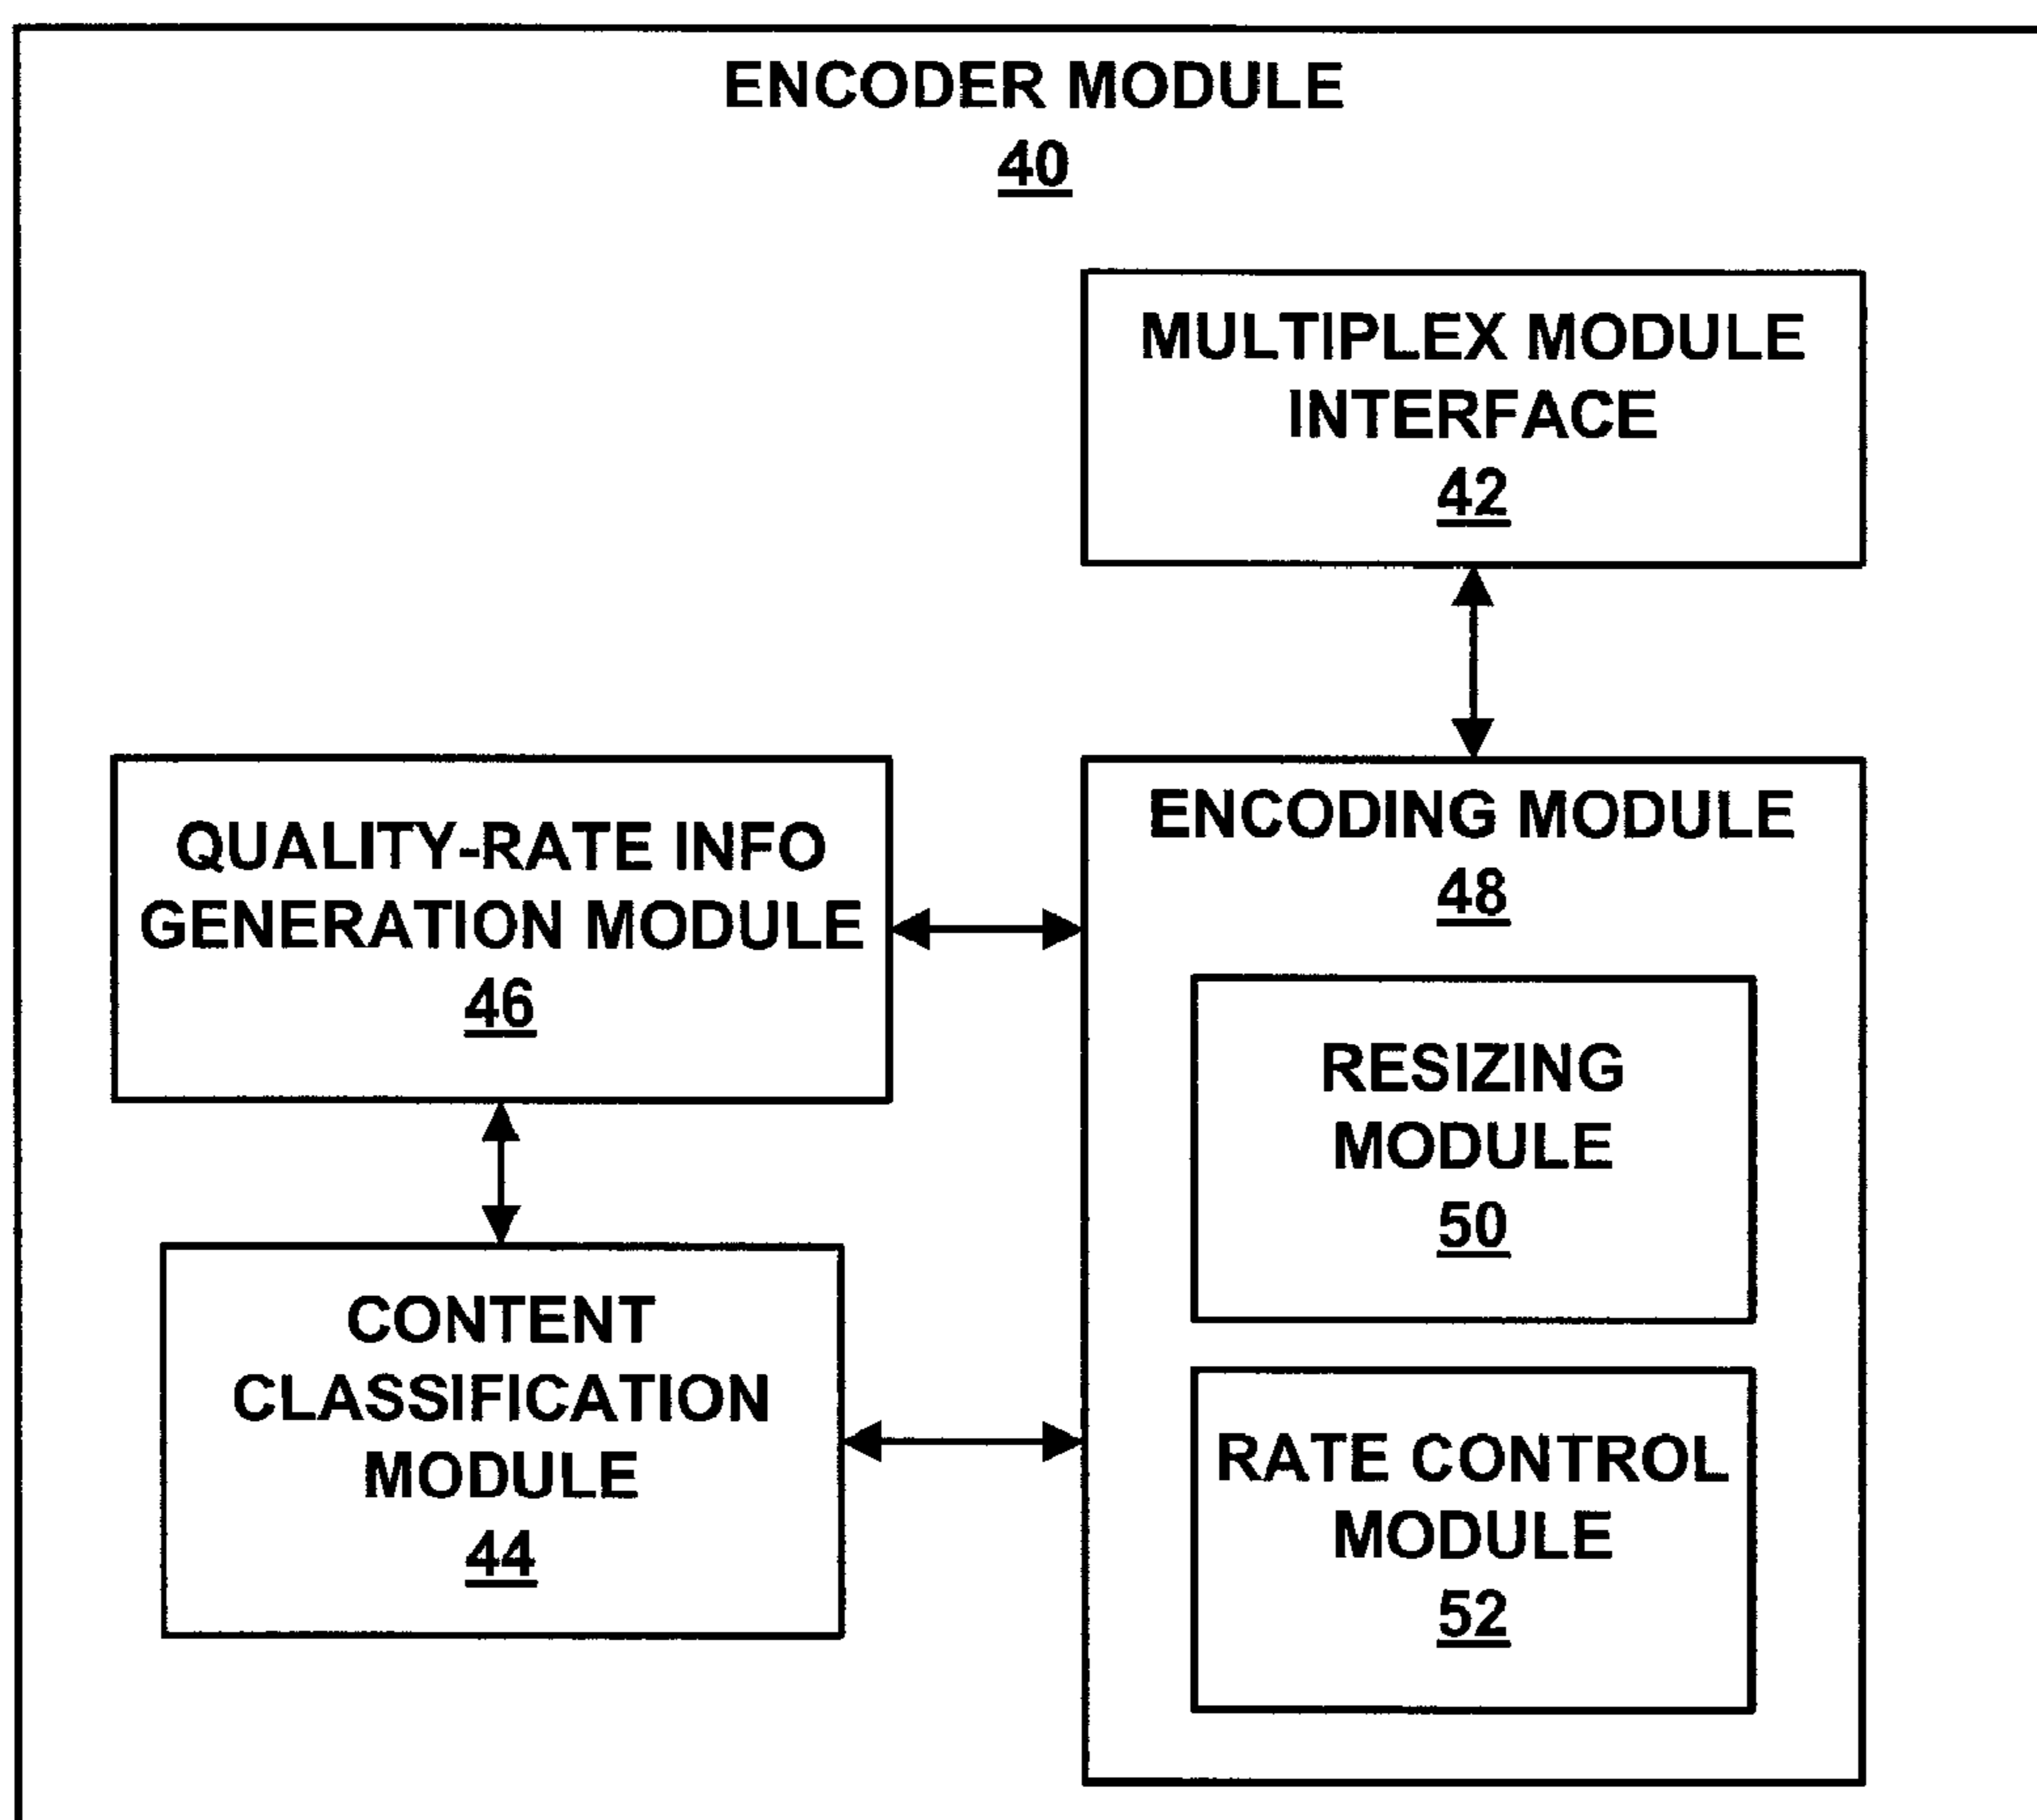 ENCODER MODULE
40
MULTIPLEX MODULE
INTERFACE
42
QUALITY-RATE INFO
GENERATION MODULE
46
ENCODING MODULE
48
RESIZING
MODULE
50
CONTENT
CLASSIFICATION
MODULE
44
RATE CONTROL
MODULE
52